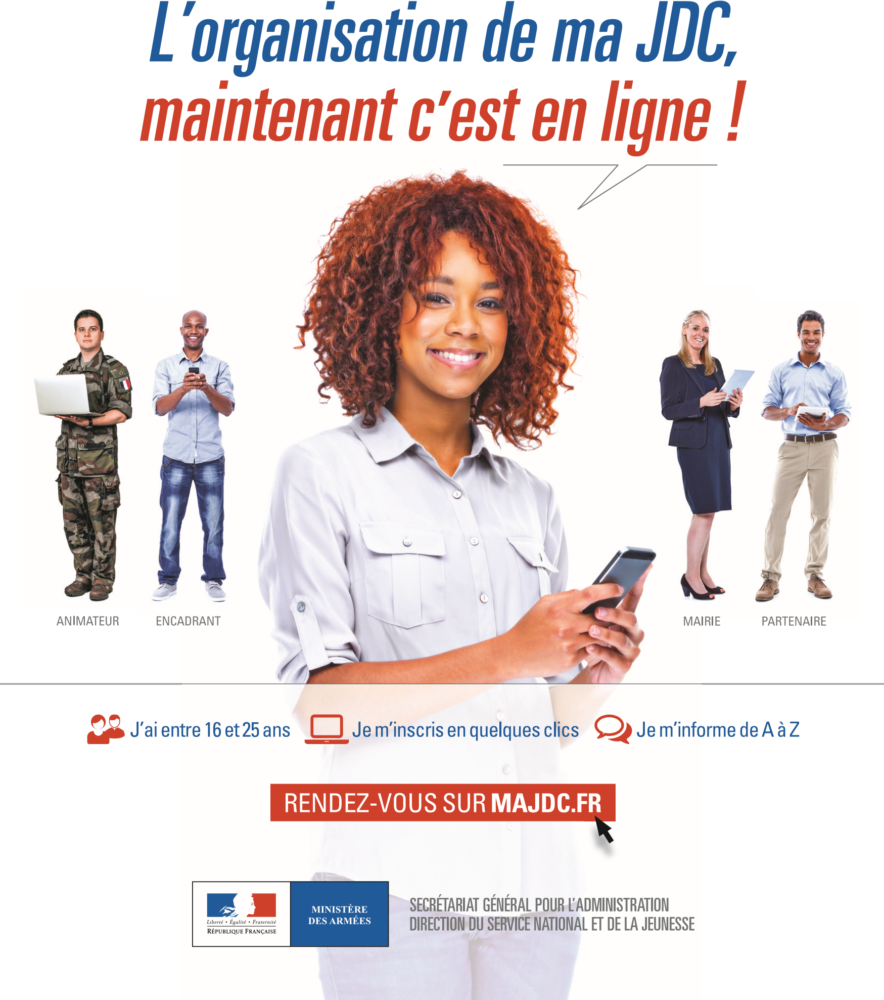 L'organisation de ma JDC,
maintenant c'est en ligne !
ANIMATEUR
ENCADRANT
MAIRIE
PARTENAIRE
J'ai entre 16 et 25 ans
Je m'inscris en quelques clics
Je m'informe de A à Z
RENDEZ-VOUS SUR MAJDC.FR
Liberté • Égalité • Fraternité
RÉPUBLIQUE FRANÇAISE
MINISTÈRE
DES ARMÉES
SECRÉTARIAT GÉNÉRAL POUR L'ADMINISTRATION
DIRECTION DU SERVICE NATIONAL ET DE LA JEUNESSE